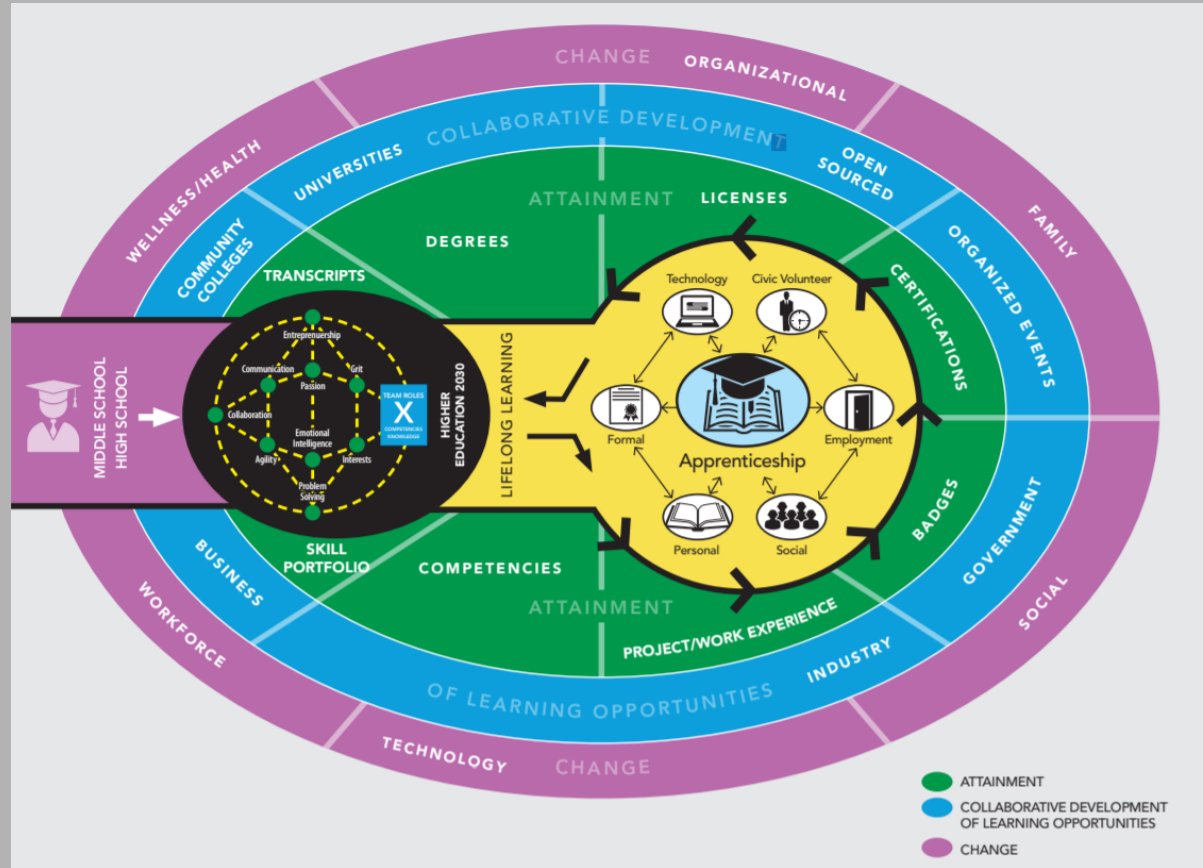 CHANGE
ORGANIZATIONAL
WELLNESS/HEALTH
FAMILY
COLLABORATIVE DEVELOPMENT
UNIVERSITIES
OPEN
SOURCED
COMMUNITY
COLLEGES
ORGANIZED EVENTS
ATTAINMENT
LICENSES
DEGREES
TRANSCRIPTS
CERTIFICATIONS
MIDDLE SCHOOL
HIGH SCHOOL
Entreprenuership
Communication
Grit
Passion
Collaboration
TEAM ROLES
X
COMPETENCIES
KNOWLEDGE
Emotional
Intelligence
Agility
Interests
Problem
Solving
HIGHER
EDUCATION 2030
LIFELONG LEARNING
Technology
Civic Volunteer
Formal
Employment
Apprenticeship
Personal
Social
SKILL
PORTFOLIO
COMPETENCIES
BADGES
ATTAINMENT
PROJECT/WORK EXPERIENCE
BUSINESS
GOVERNMENT
INDUSTRY
OF LEARNING OPPORTUNITIES
WORKFORCE
SOCIAL
TECHNOLOGY
CHANGE
ATTAINMENT
COLLABORATIVE DEVELOPMENT
OF LEARNING OPPORTUNITIES
CHANGE